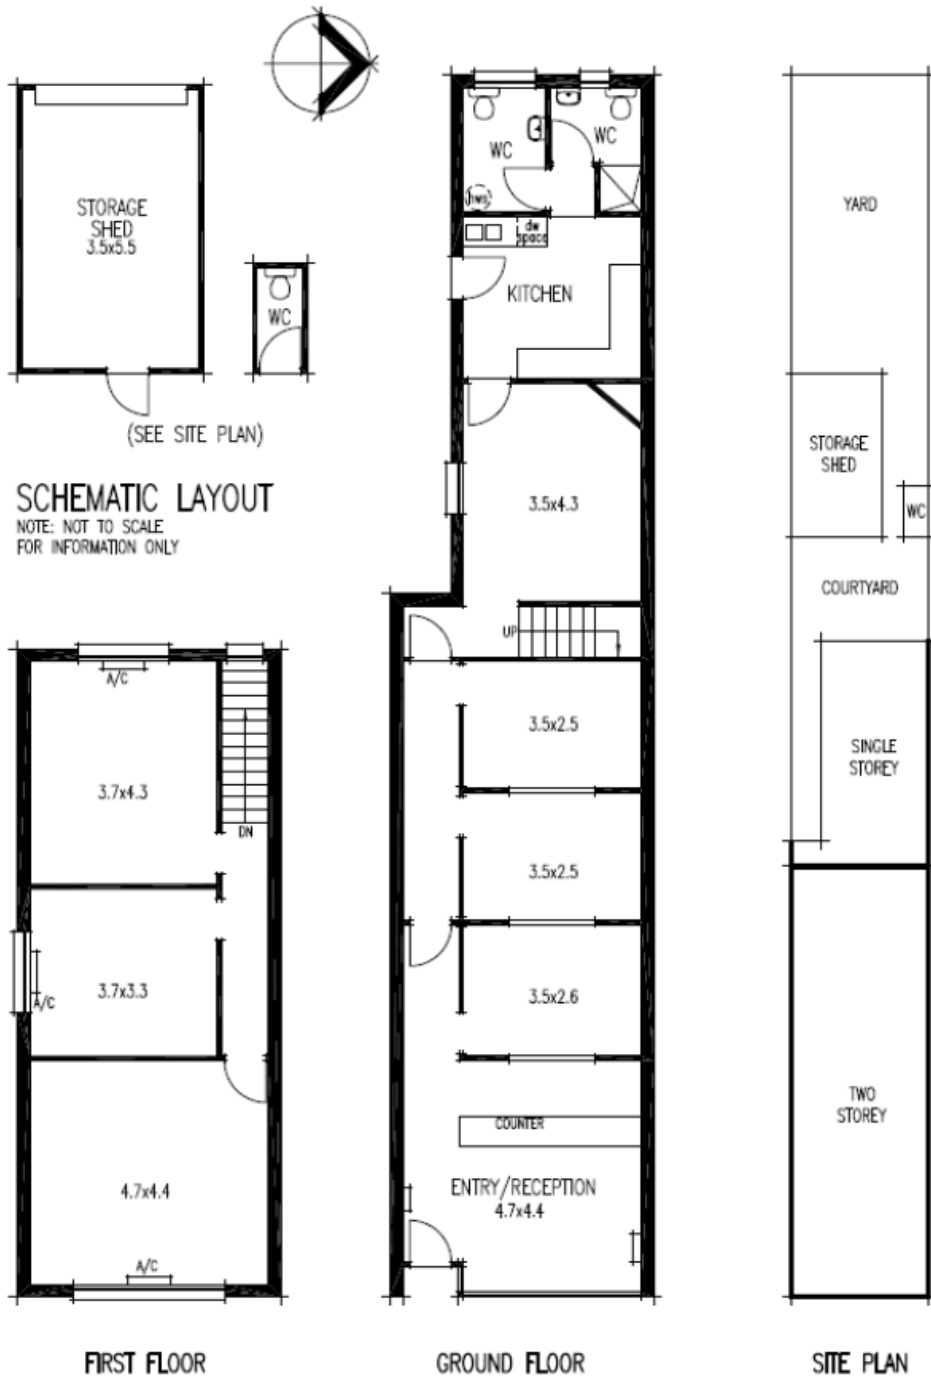 STORAGE
SHED
3.5x5.5
WC
(SEE SITE PLAN)
SCHEMATIC LAYOUT
NOTE: NOT TO SCALE
FOR INFORMATION ONLY
A/C
3.7x4.3
DN
3.7x3.3
A/C
4.7x4.4
A/C
FIRST FLOOR
WC
WC
hws
dw
space
KITCHEN
3.5x4.3
UP
3.5x2.5
3.5x2.5
3.5x2.6
COUNTER
ENTRY/RECEPTION
4.7x4.4
GROUND FLOOR
YARD
STORAGE
SHED
WC
COURTYARD
SINGLE
STOREY
TWO
STOREY
SITE PLAN